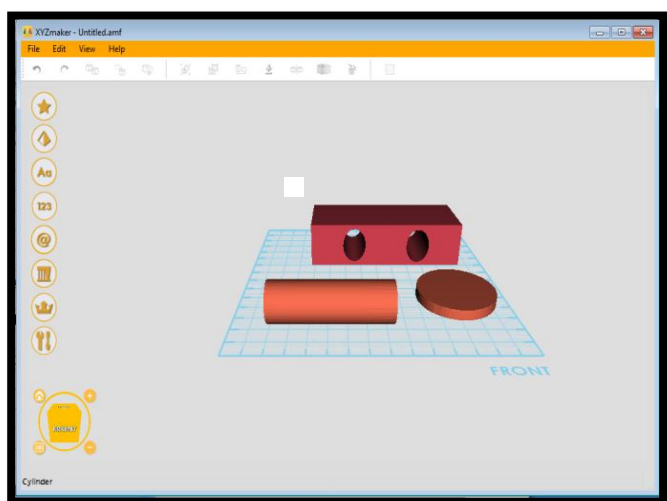 XYZmaker - Untitled.amf
File Edit View Help
Aa
123
@
FRONT
Cylinder